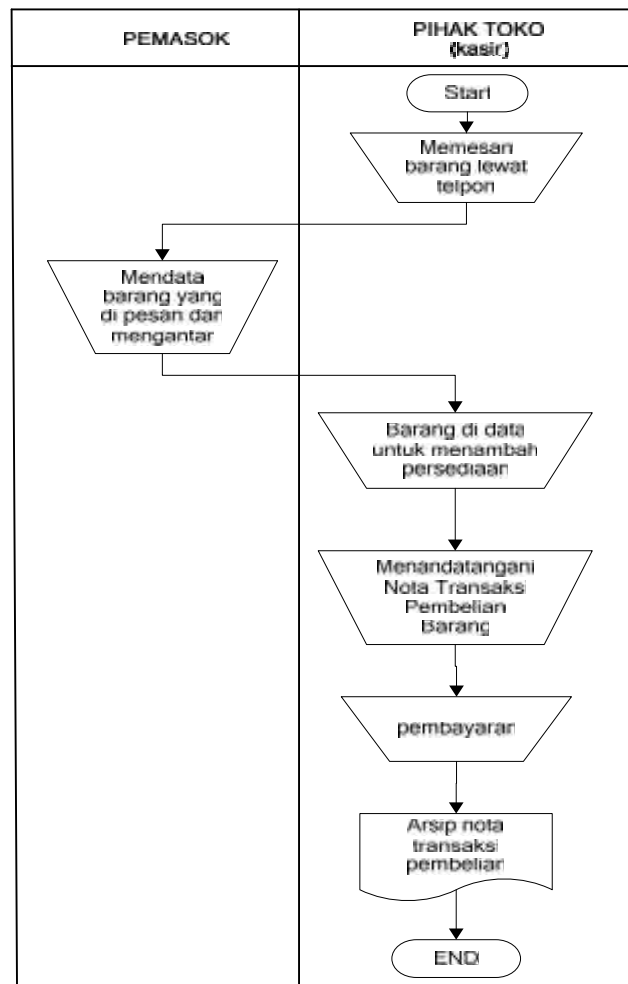 PEMASOK
PIHAK TOKO
(kasir)
Start
Memesan
barang lewat
telpon
Mendata
barang yang
di pesan dan
mengantar
Barang di data
untuk menambah
persediaan
Menandatangani
Nota Transaksi
Pembelian
Barang
pembayaran
Arsip nota
transaksi
pembelian
END